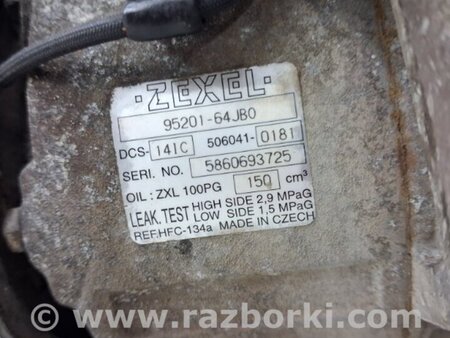 ·ZEXEL·
95201-64JB0
DCS-14IC 506041-0181
SERI. NO. 5860693725
OIL: ZXL 100PG 150 cm³
LEAK. TEST HIGH SIDE 2,9 MPaG
LOW SIDE 1,5 MPaG
REF.HFC-134a MADE IN CZECH
www.razborki.com